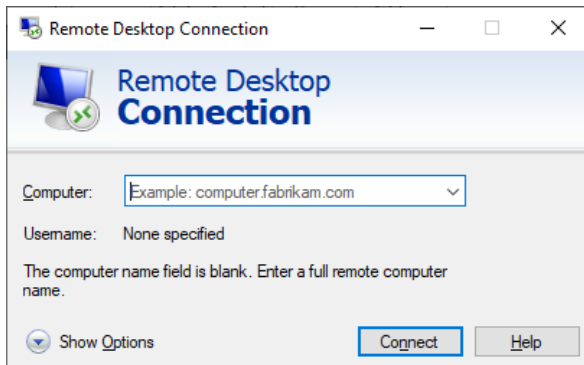 Remote Desktop Connection
Remote Desktop
Connection
Computer: Example: computer.fabrikam.com
Username: None specified
The computer name field is blank. Enter a full remote computer
name.
Show Options Connect Help